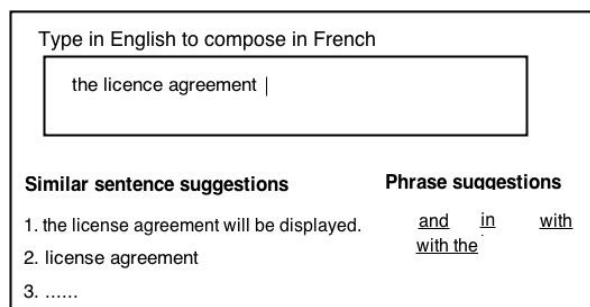 Type in English to compose in French
the licence agreement
Similar sentence suggestions
Phrase suggestions
1. the license agreement will be displayed.
and in with
2. license agreement
with the
3. ......